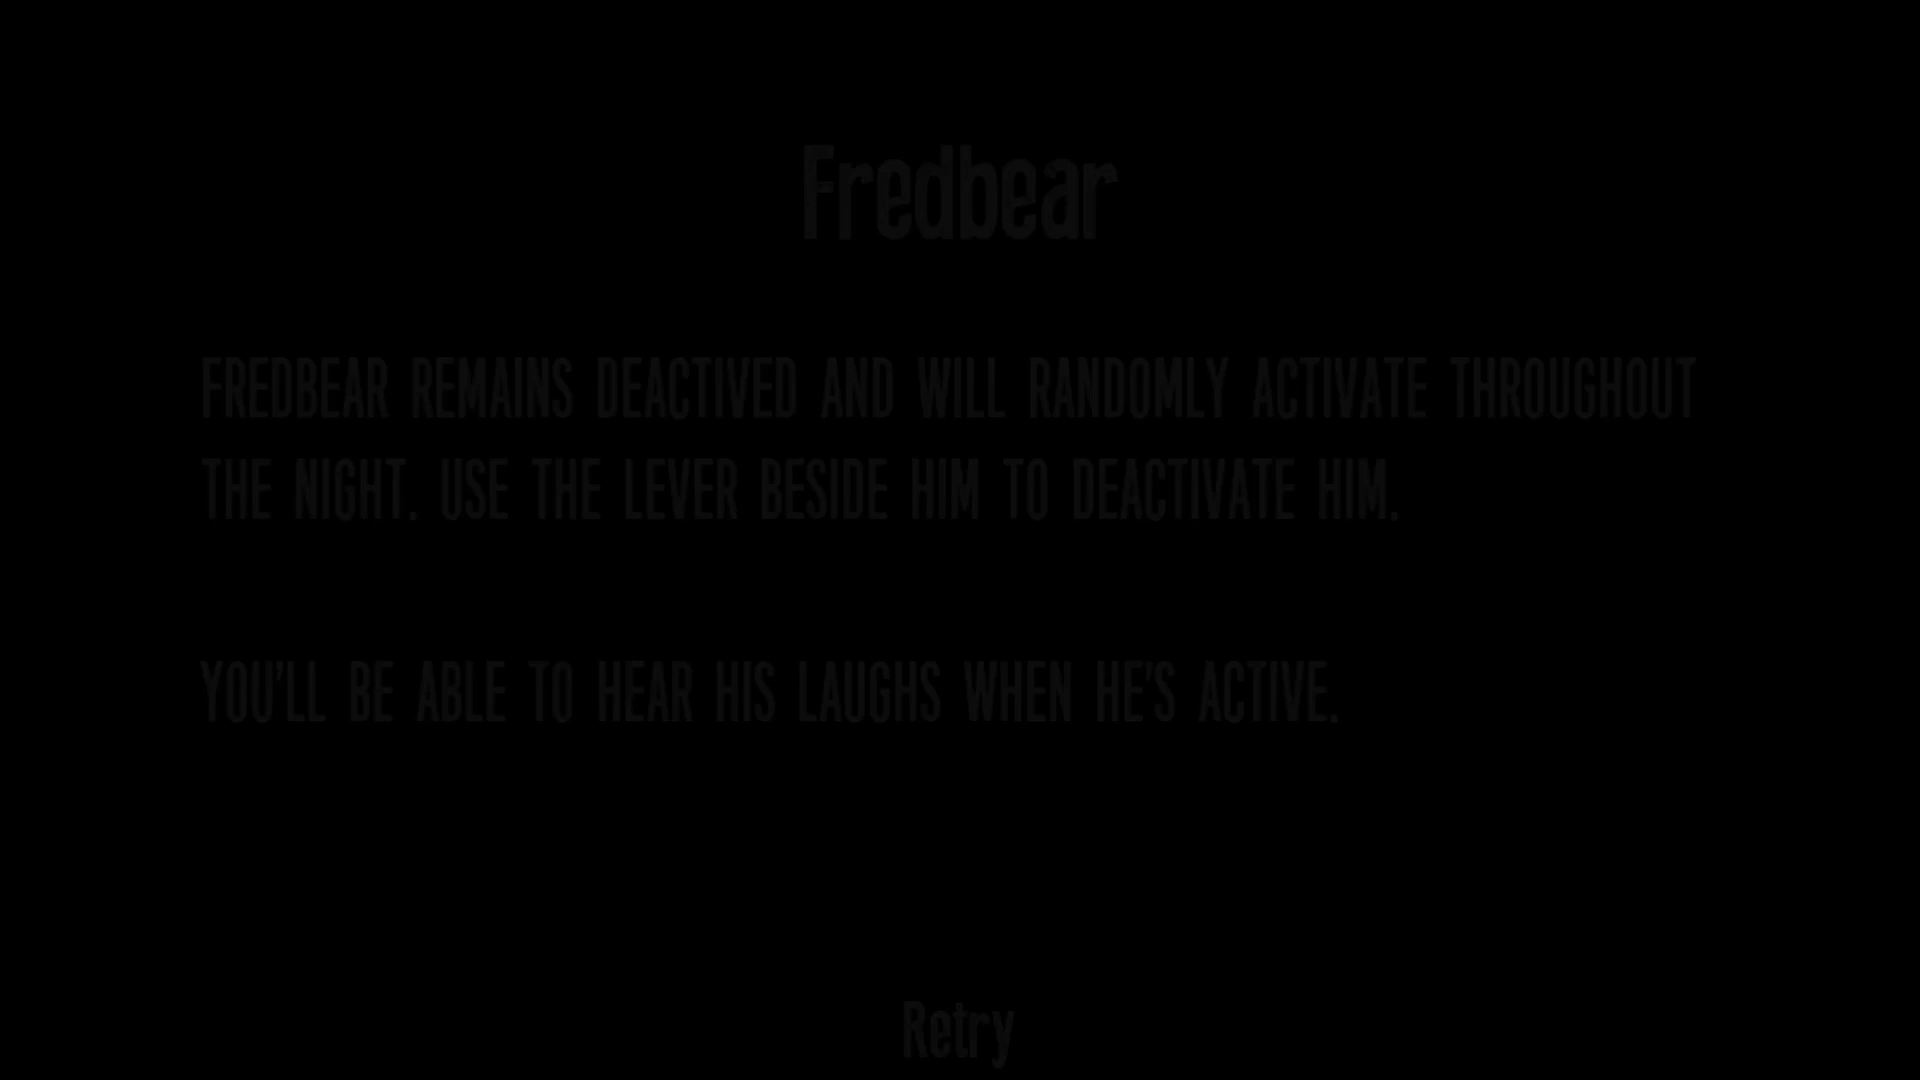 Fredbear
FREDBEAR REMAINS DEACTIVED AND WILL RANDOMLY ACTIVATE THROUGHOUT
THE NIGHT. USE THE LEVER BESIDE HIM TO DEACTIVATE HIM.
YOU'LL BE ABLE TO HEAR HIS LAUGHS WHEN HE'S ACTIVE.
Retry